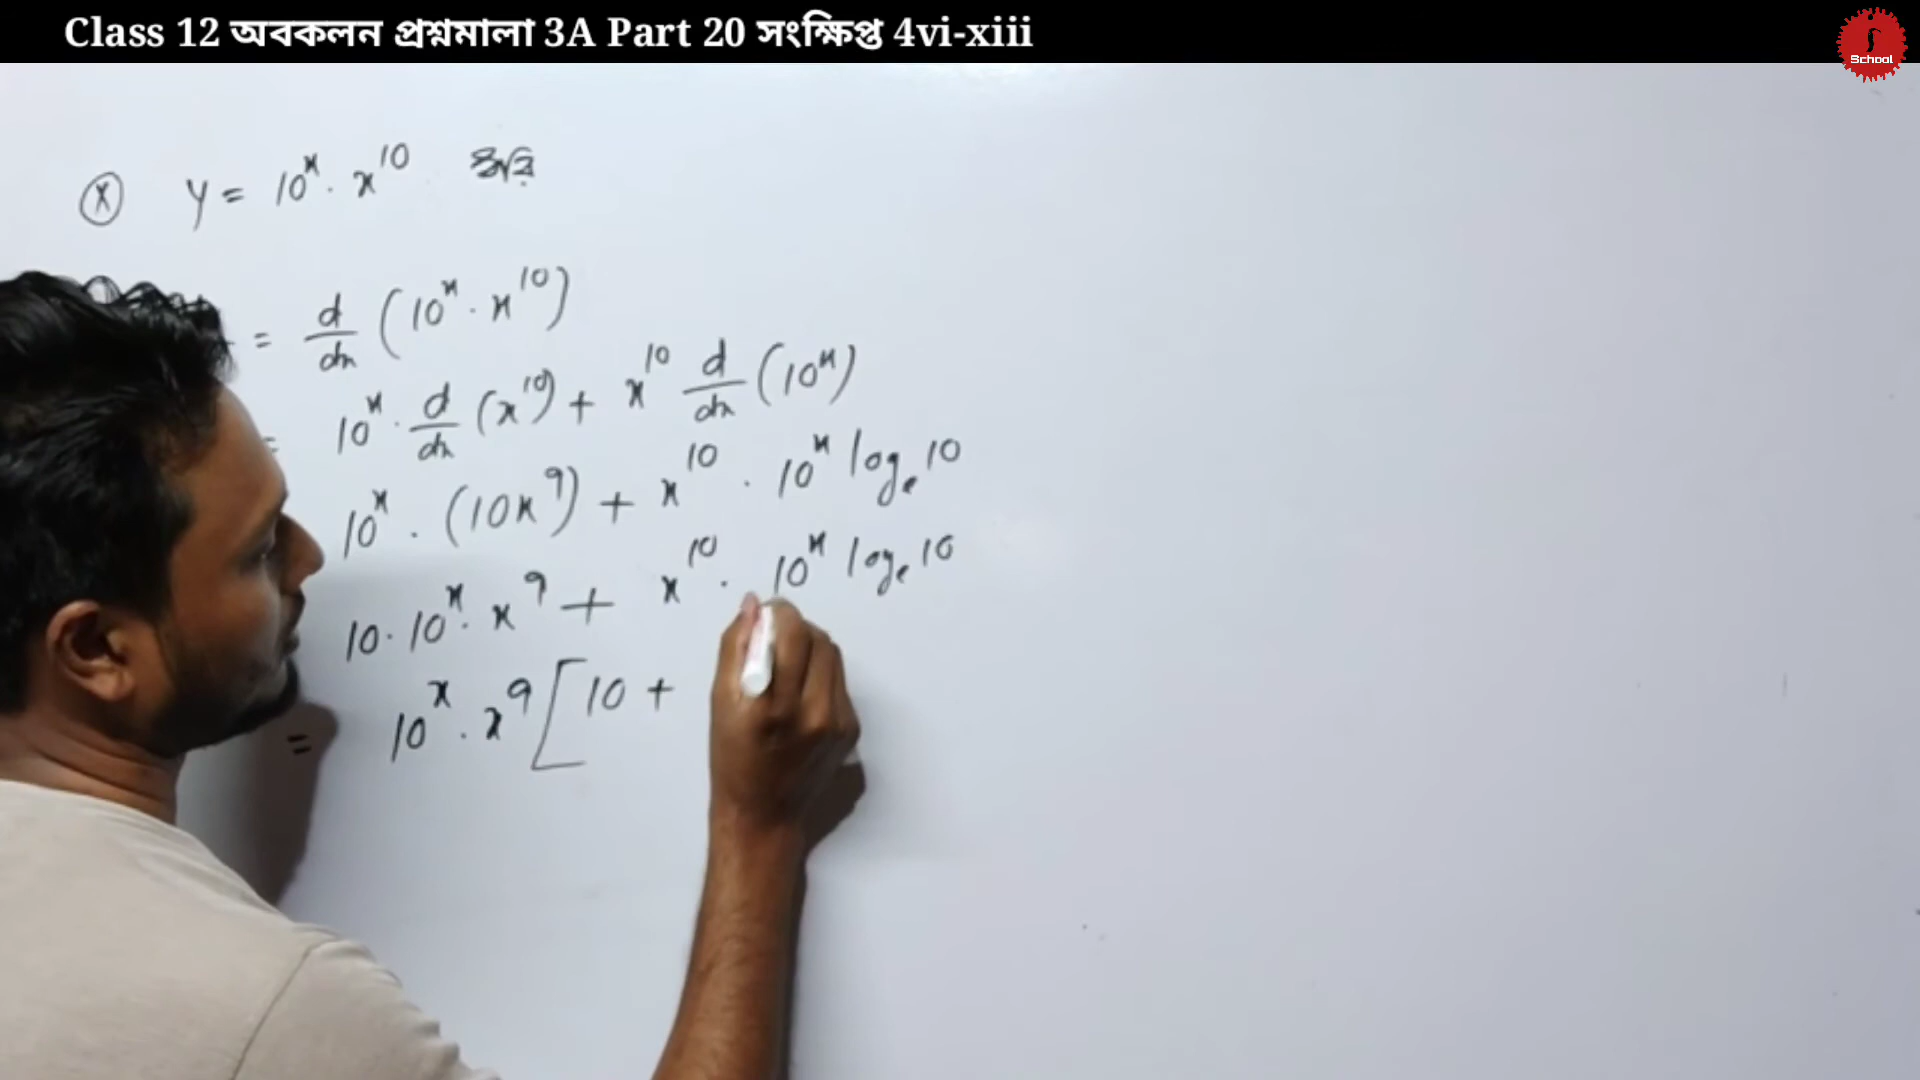 Class 12 অবকলন প্রশ্নমালা 3A Part 20 সংক্ষিপ্ত 4vi-xiii
School
(x) y = 10^x · x^10 ধরি
= d/dx (10^x · x^10)
= 10^x · d/dx (x^10) + x^10 d/dx (10^x)
10^x · (10x^9) + x^10 · 10^x log_e 10
10 · 10^x · x^9 + x^10 · 10^x log_e 10
= 10^x · x^9 [10 +